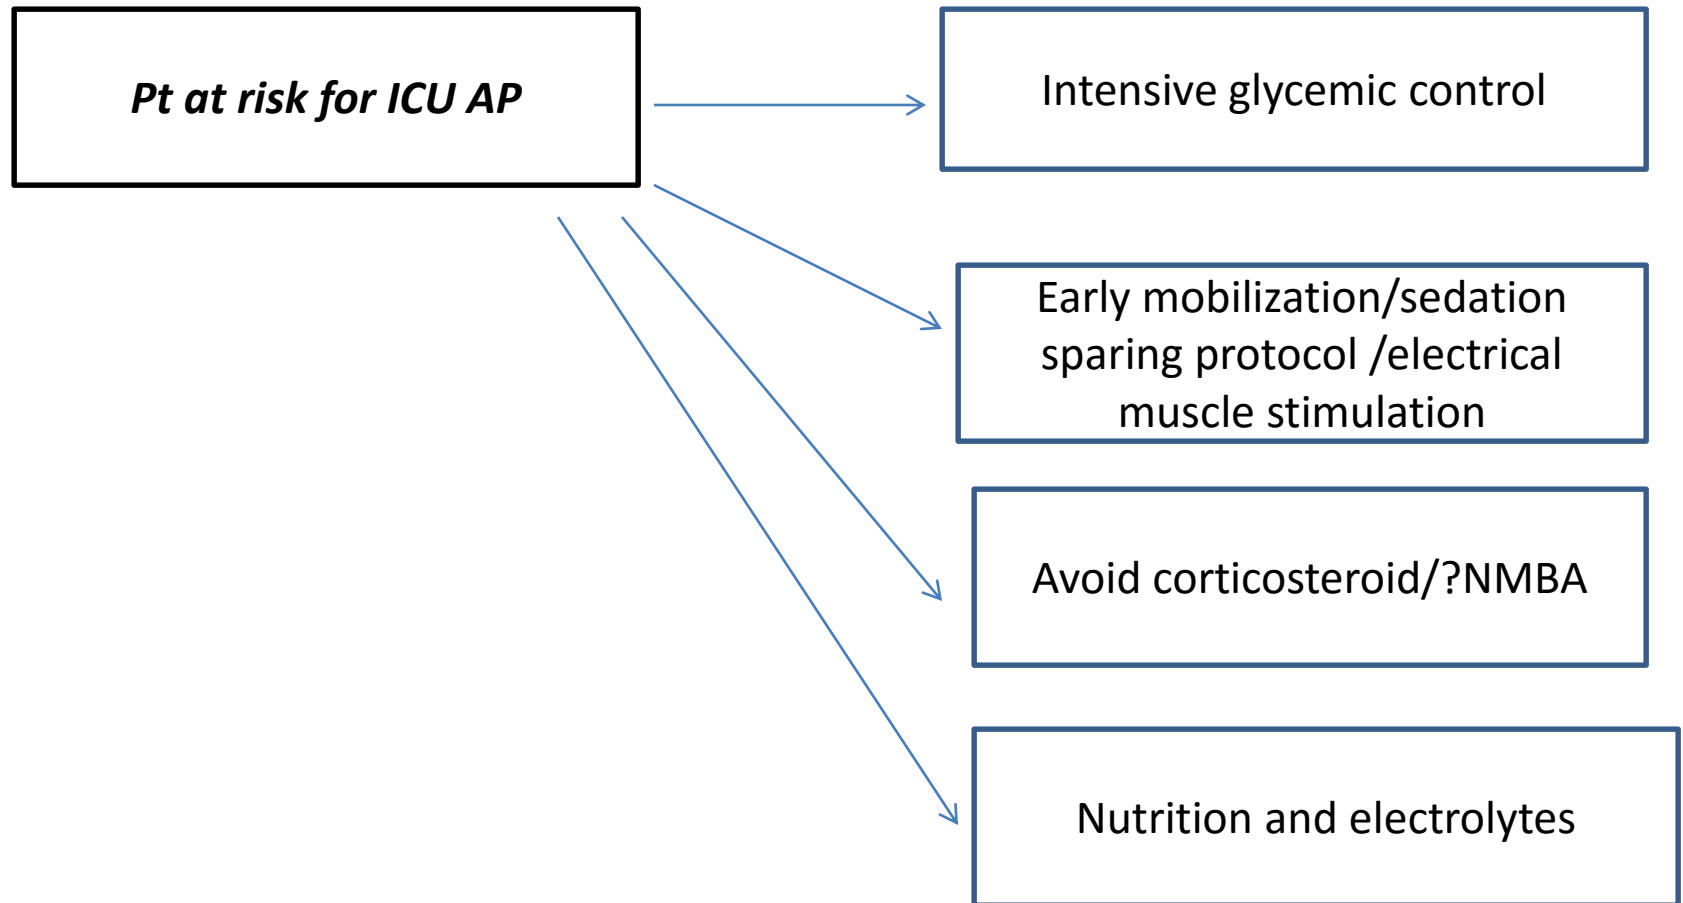 Pt at risk for ICU AP
Intensive glycemic control
Early mobilization/sedation
sparing protocol /electrical
muscle stimulation
Avoid corticosteroid/?NMBA
Nutrition and electrolytes